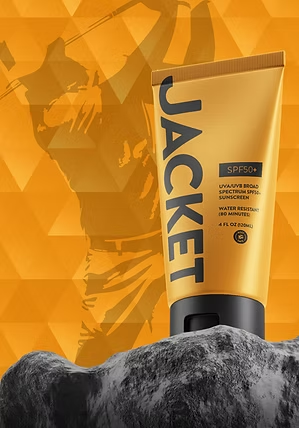 JACKET
SPF50+
UVA/UVB BROAD
SPECTRUM SPF50+
SUNSCREEN
WATER RESISTANT
(80 MINUTES)
4 FL OZ (120ML)